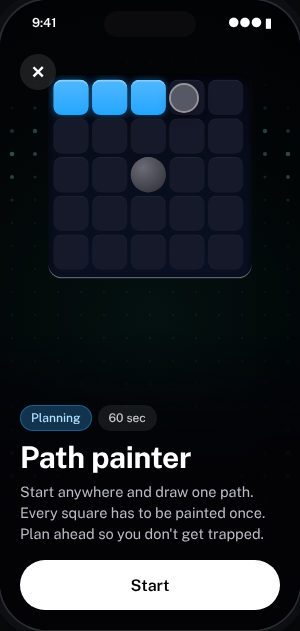 9:41
Planning
60 sec
Path painter
Start anywhere and draw one path.
Every square has to be painted once.
Plan ahead so you don't get trapped.
Start